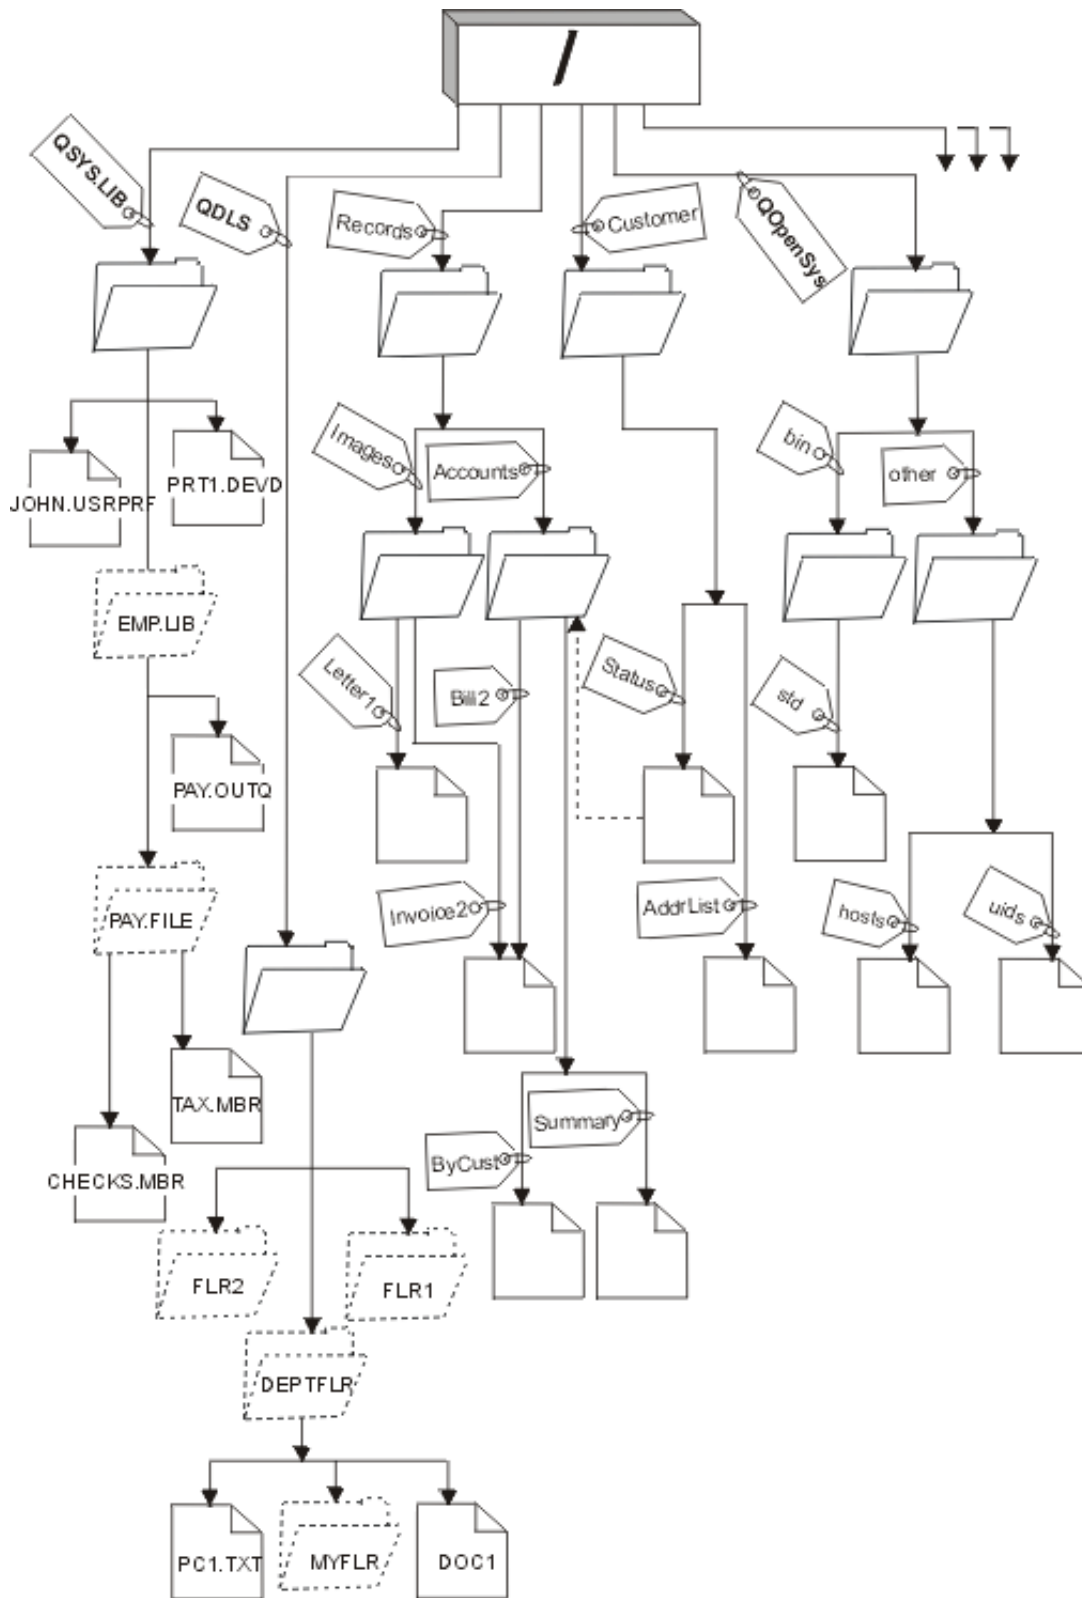 /
QSYS.LIB
QDLS
Records
Customer
QOpenSys
Images
Accounts
bin
other
JOHN.USRPRF
PRT1.DEVD
EMP.LIB
Letter1
Bill2
Status
std
PAY.OUTQ
PAY.FILE
Invoice2
AddrList
hosts
uids
TAX.MBR
Summary
ByCust
CHECKS.MBR
FLR2
FLR1
DEPTFLR
PC1.TXT
MYFLR
DOC1